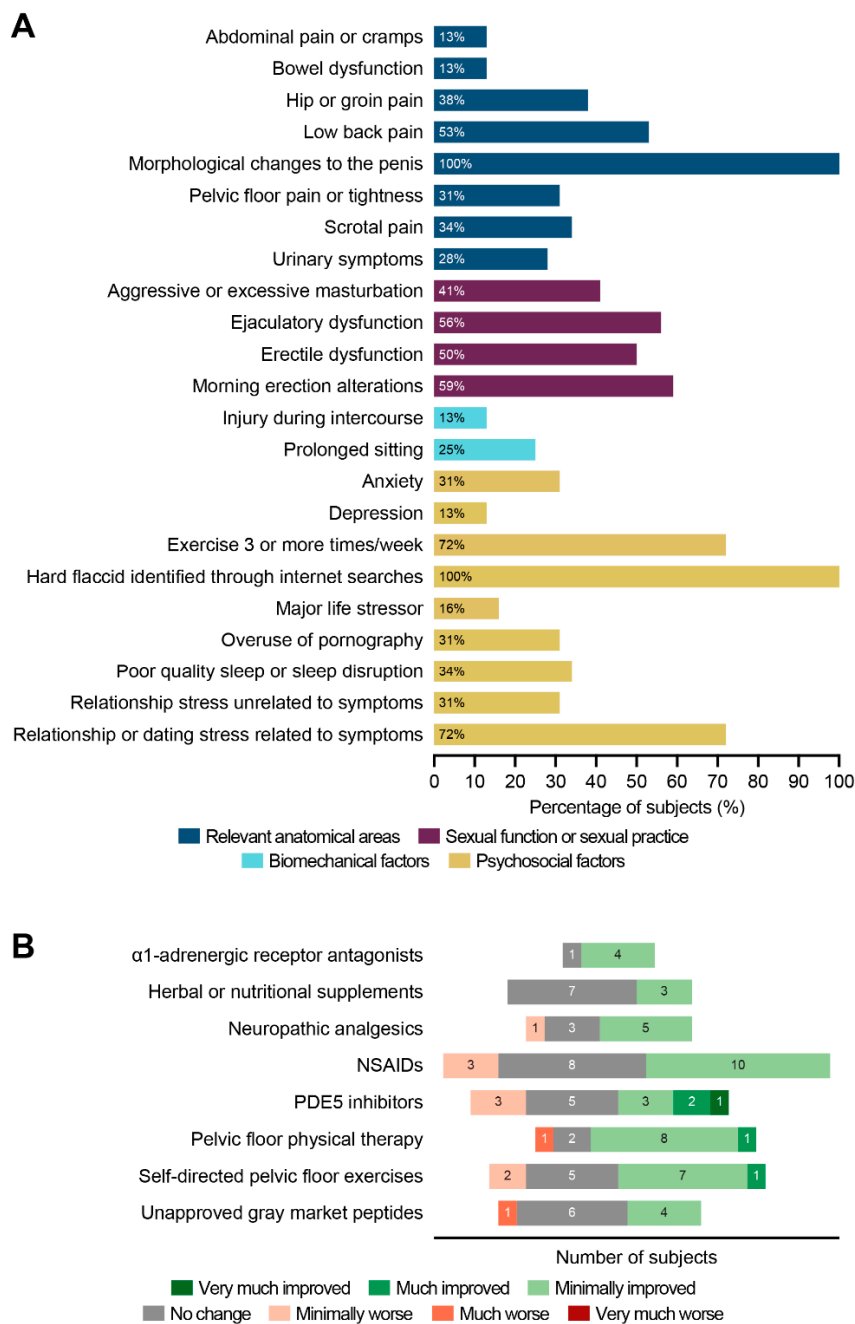 A
Abdominal pain or cramps 13%
Bowel dysfunction 13%
Hip or groin pain 38%
Low back pain 53%
Morphological changes to the penis 100%
Pelvic floor pain or tightness 31%
Scrotal pain 34%
Urinary symptoms 28%
Aggressive or excessive masturbation 41%
Ejaculatory dysfunction 56%
Erectile dysfunction 50%
Morning erection alterations 59%
Injury during intercourse 13%
Prolonged sitting 25%
Anxiety 31%
Depression 13%
Exercise 3 or more times/week 72%
Hard flaccid identified through internet searches 100%
Major life stressor 16%
Overuse of pornography 31%
Poor quality sleep or sleep disruption 34%
Relationship stress unrelated to symptoms 31%
Relationship or dating stress related to symptoms 72%
0 10 20 30 40 50 60 70 80 90 100
Percentage of subjects (%)
Relevant anatomical areas Sexual function or sexual practice
Biomechanical factors Psychosocial factors
B
α1-adrenergic receptor antagonists 1 4
Herbal or nutritional supplements 7 3
Neuropathic analgesics 1 3 5
NSAIDs 3 8 10
PDE5 inhibitors 3 5 3 2 1
Pelvic floor physical therapy 1 2 8 1
Self-directed pelvic floor exercises 2 5 7 1
Unapproved gray market peptides 1 6 4
Number of subjects
Very much improved Much improved Minimally improved
No change Minimally worse Much worse Very much worse